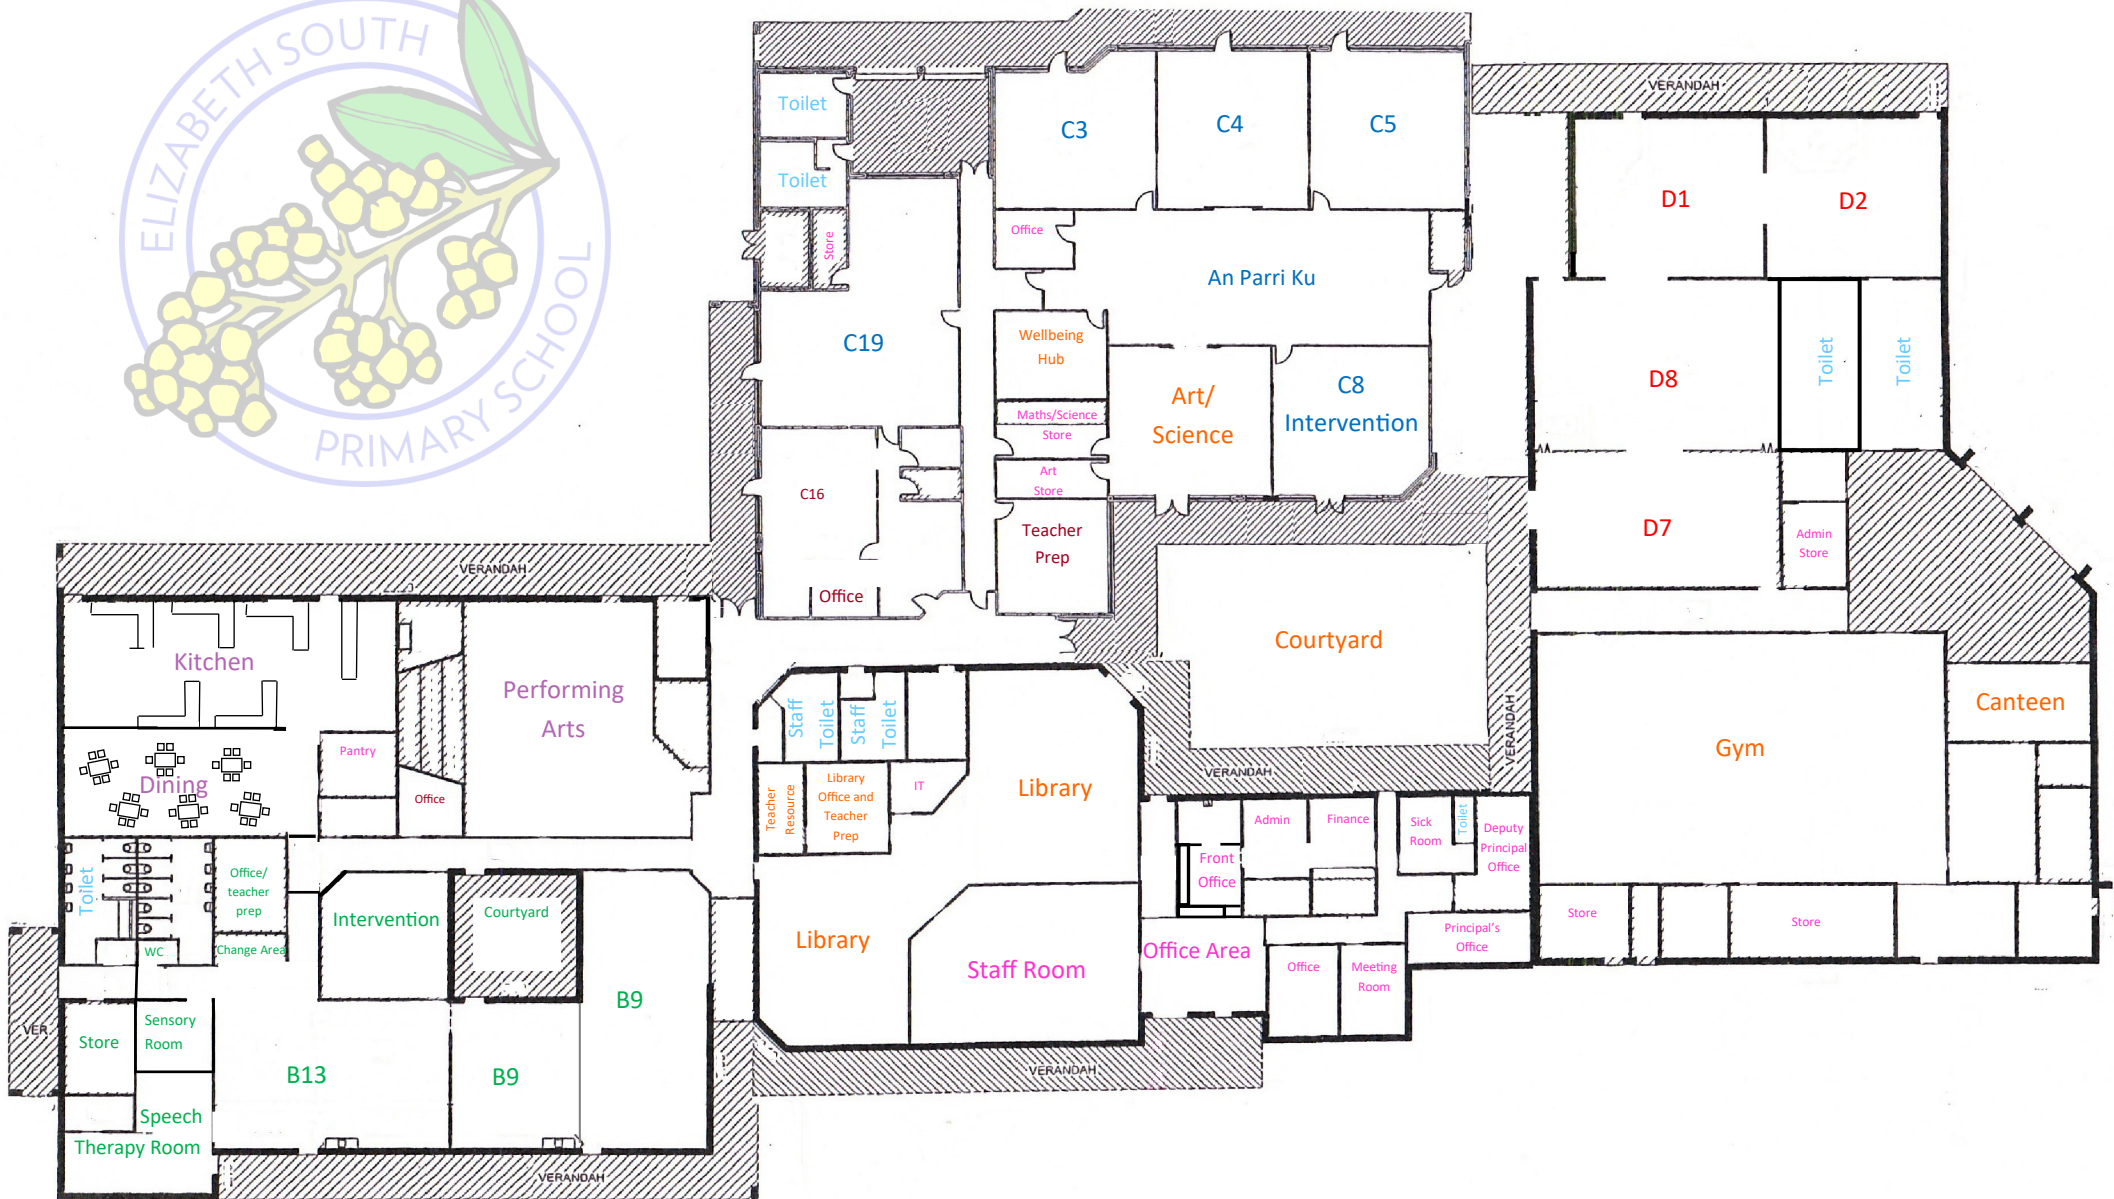 ELIZABETH SOUTH
PRIMARY SCHOOL
Toilet
Toilet
Store
C3
C4
C5
VERANDAH
D1
D2
Office
An Parri Ku
C19
Wellbeing
Hub
Maths/Science
Store
Art
Store
Art/
Science
C8
Intervention
D8
Toilet
Toilet
C16
Office
Teacher
Prep
D7
Admin
Store
VERANDAH
Kitchen
Performing
Arts
Pantry
Dining
Office
Courtyard
VERANDAH
VERANDAH
Gym
Canteen
Staff
Toilet
Staff
Toilet
Teacher
Resource
Library
Office and
Teacher
Prep
IT
Library
Library
Staff Room
Admin
Finance
Front
Office
Sick
Room
Toilet
Deputy
Principal
Office
Principal's
Office
Office Area
Office
Meeting
Room
Store
Store
VERANDAH
Toilet
WC
Office/
teacher
prep
Change Area
Intervention
Courtyard
B9
VER.
Store
Sensory
Room
B13
B9
Speech
Therapy Room
VERANDAH